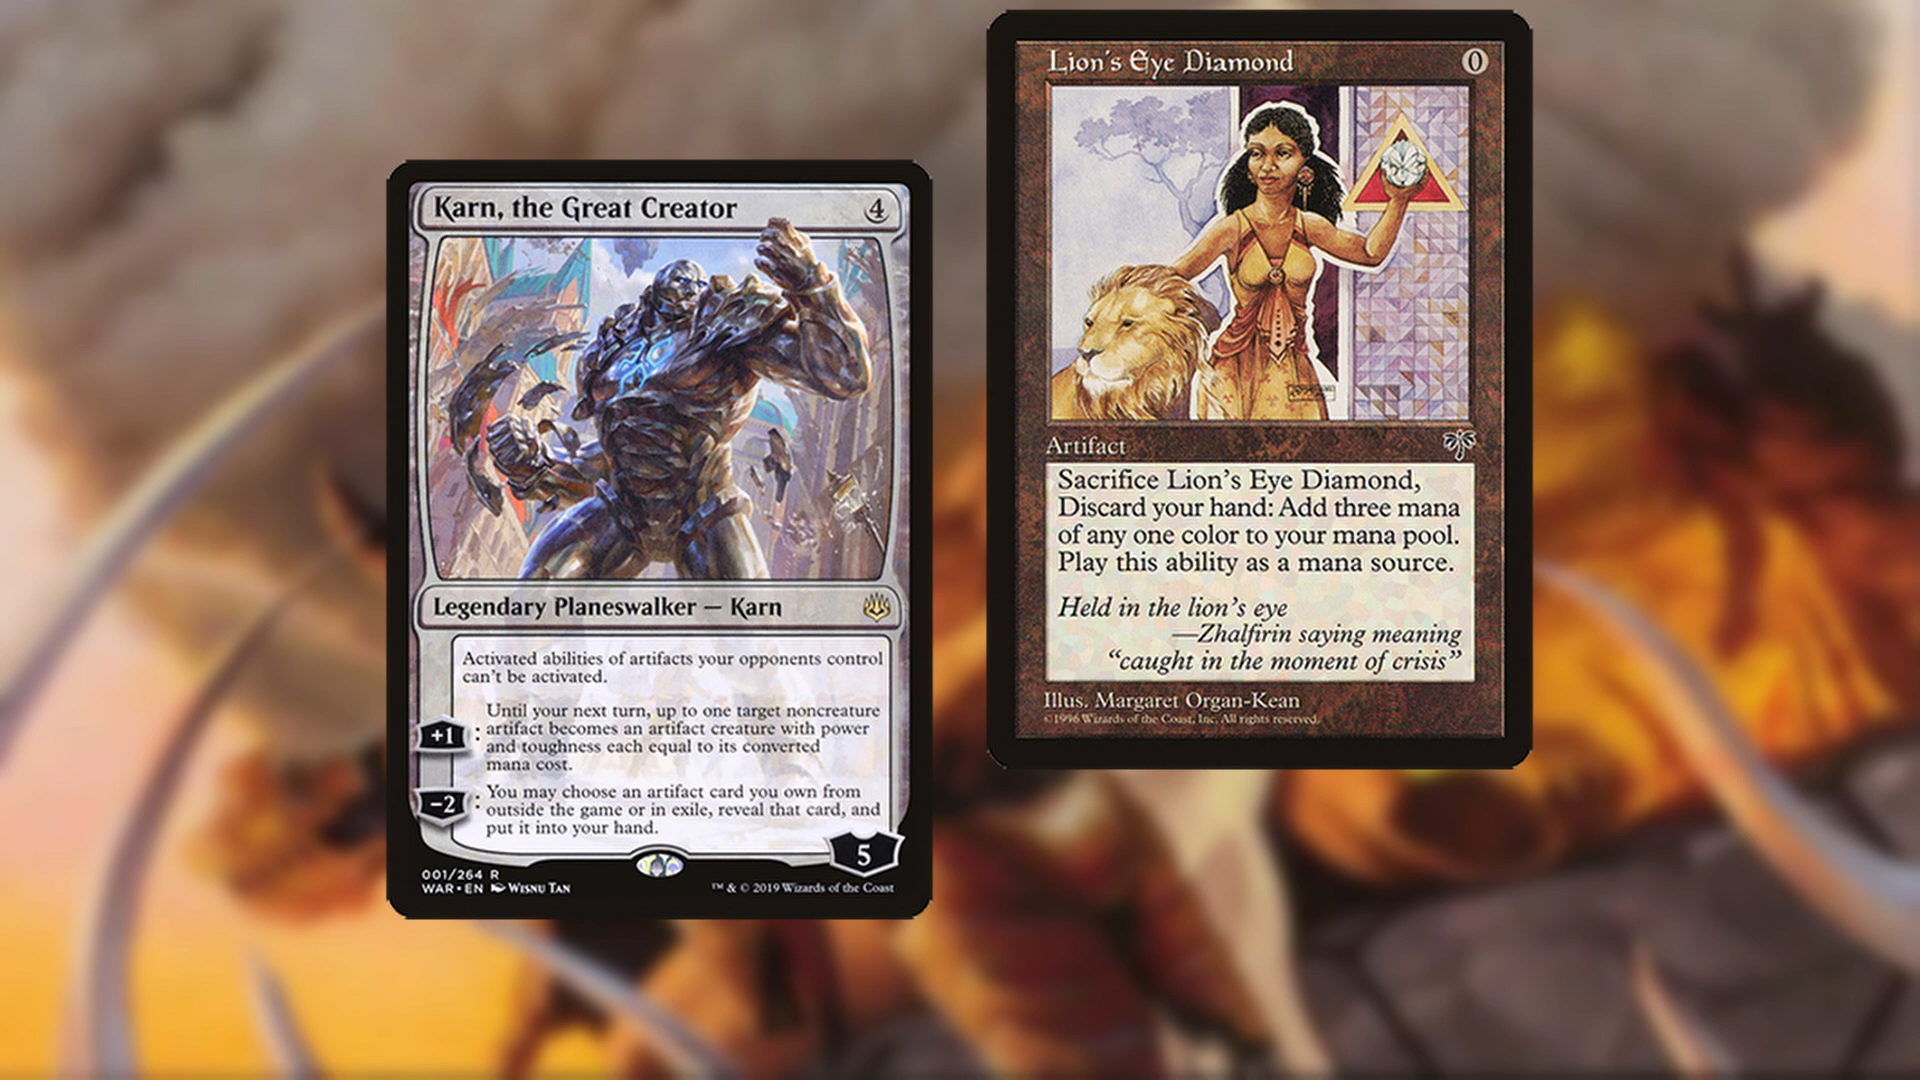 Karn, the Great Creator
4
Legendary Planeswalker — Karn
Activated abilities of artifacts your opponents control
can't be activated.
+1 : Until your next turn, up to one target noncreature
artifact becomes an artifact creature with power
and toughness each equal to its converted
mana cost.
−2 : You may choose an artifact card you own from
outside the game or in exile, reveal that card, and
put it into your hand.
5
001/264 R
WAR • EN Wisnu Tan
™ & © 2019 Wizards of the Coast
Lion's Eye Diamond
0
Artifact
Sacrifice Lion's Eye Diamond,
Discard your hand: Add three mana
of any one color to your mana pool.
Play this ability as a mana source.
Held in the lion's eye
—Zhalfirin saying meaning
"caught in the moment of crisis"
Illus. Margaret Organ-Kean
©1996 Wizards of the Coast, Inc. All rights reserved.